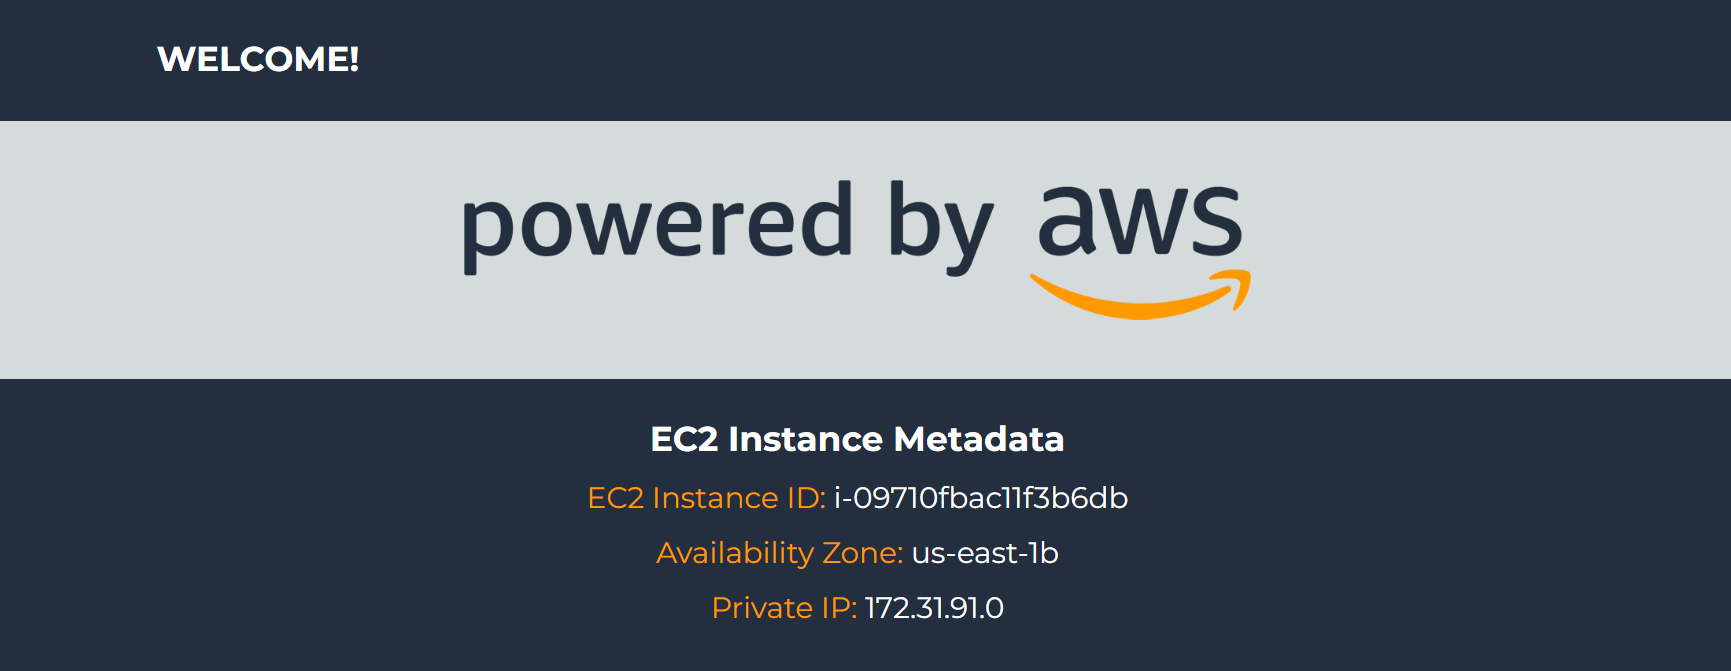 WELCOME!
powered by aws
EC2 Instance Metadata
EC2 Instance ID: i-09710fbac11f3b6db
Availability Zone: us-east-1b
Private IP: 172.31.91.0